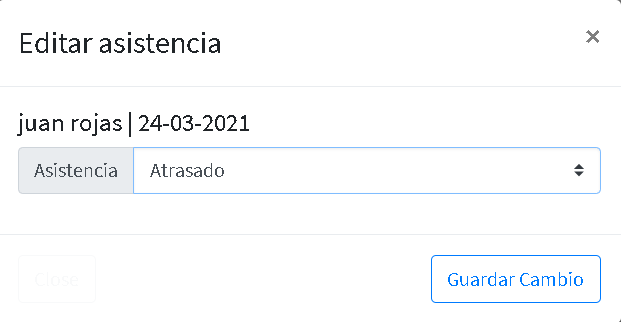 Editar asistencia
×
juan rojas | 24-03-2021
Asistencia Atrasado
Close Guardar Cambio